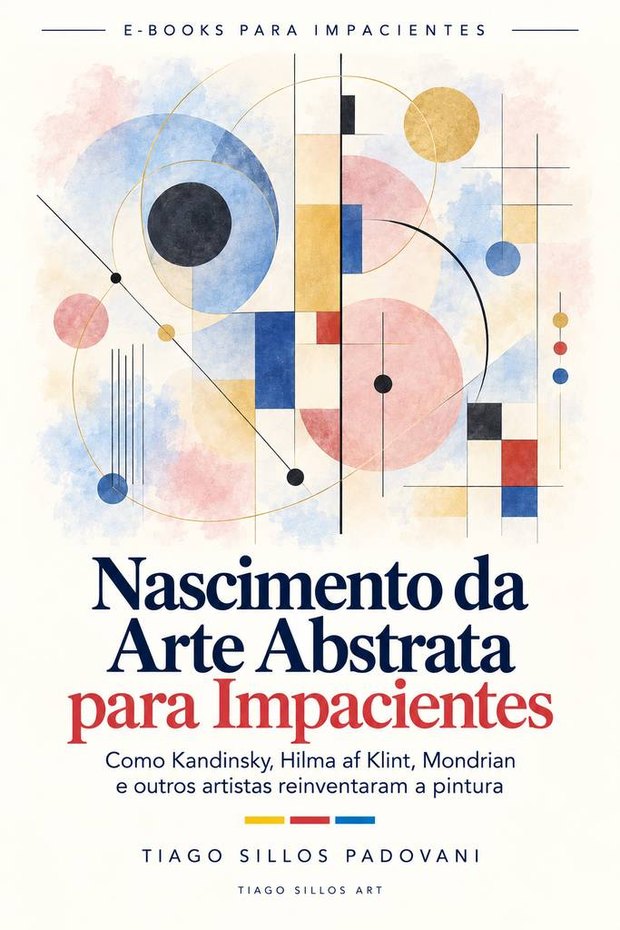 E-BOOKS PARA IMPACIENTES
Nascimento da
Arte Abstrata
para Impacientes
Como Kandinsky, Hilma af Klint, Mondrian
e outros artistas reinventaram a pintura
TIAGO SILLOS PADOVANI
TIAGO SILLOS ART